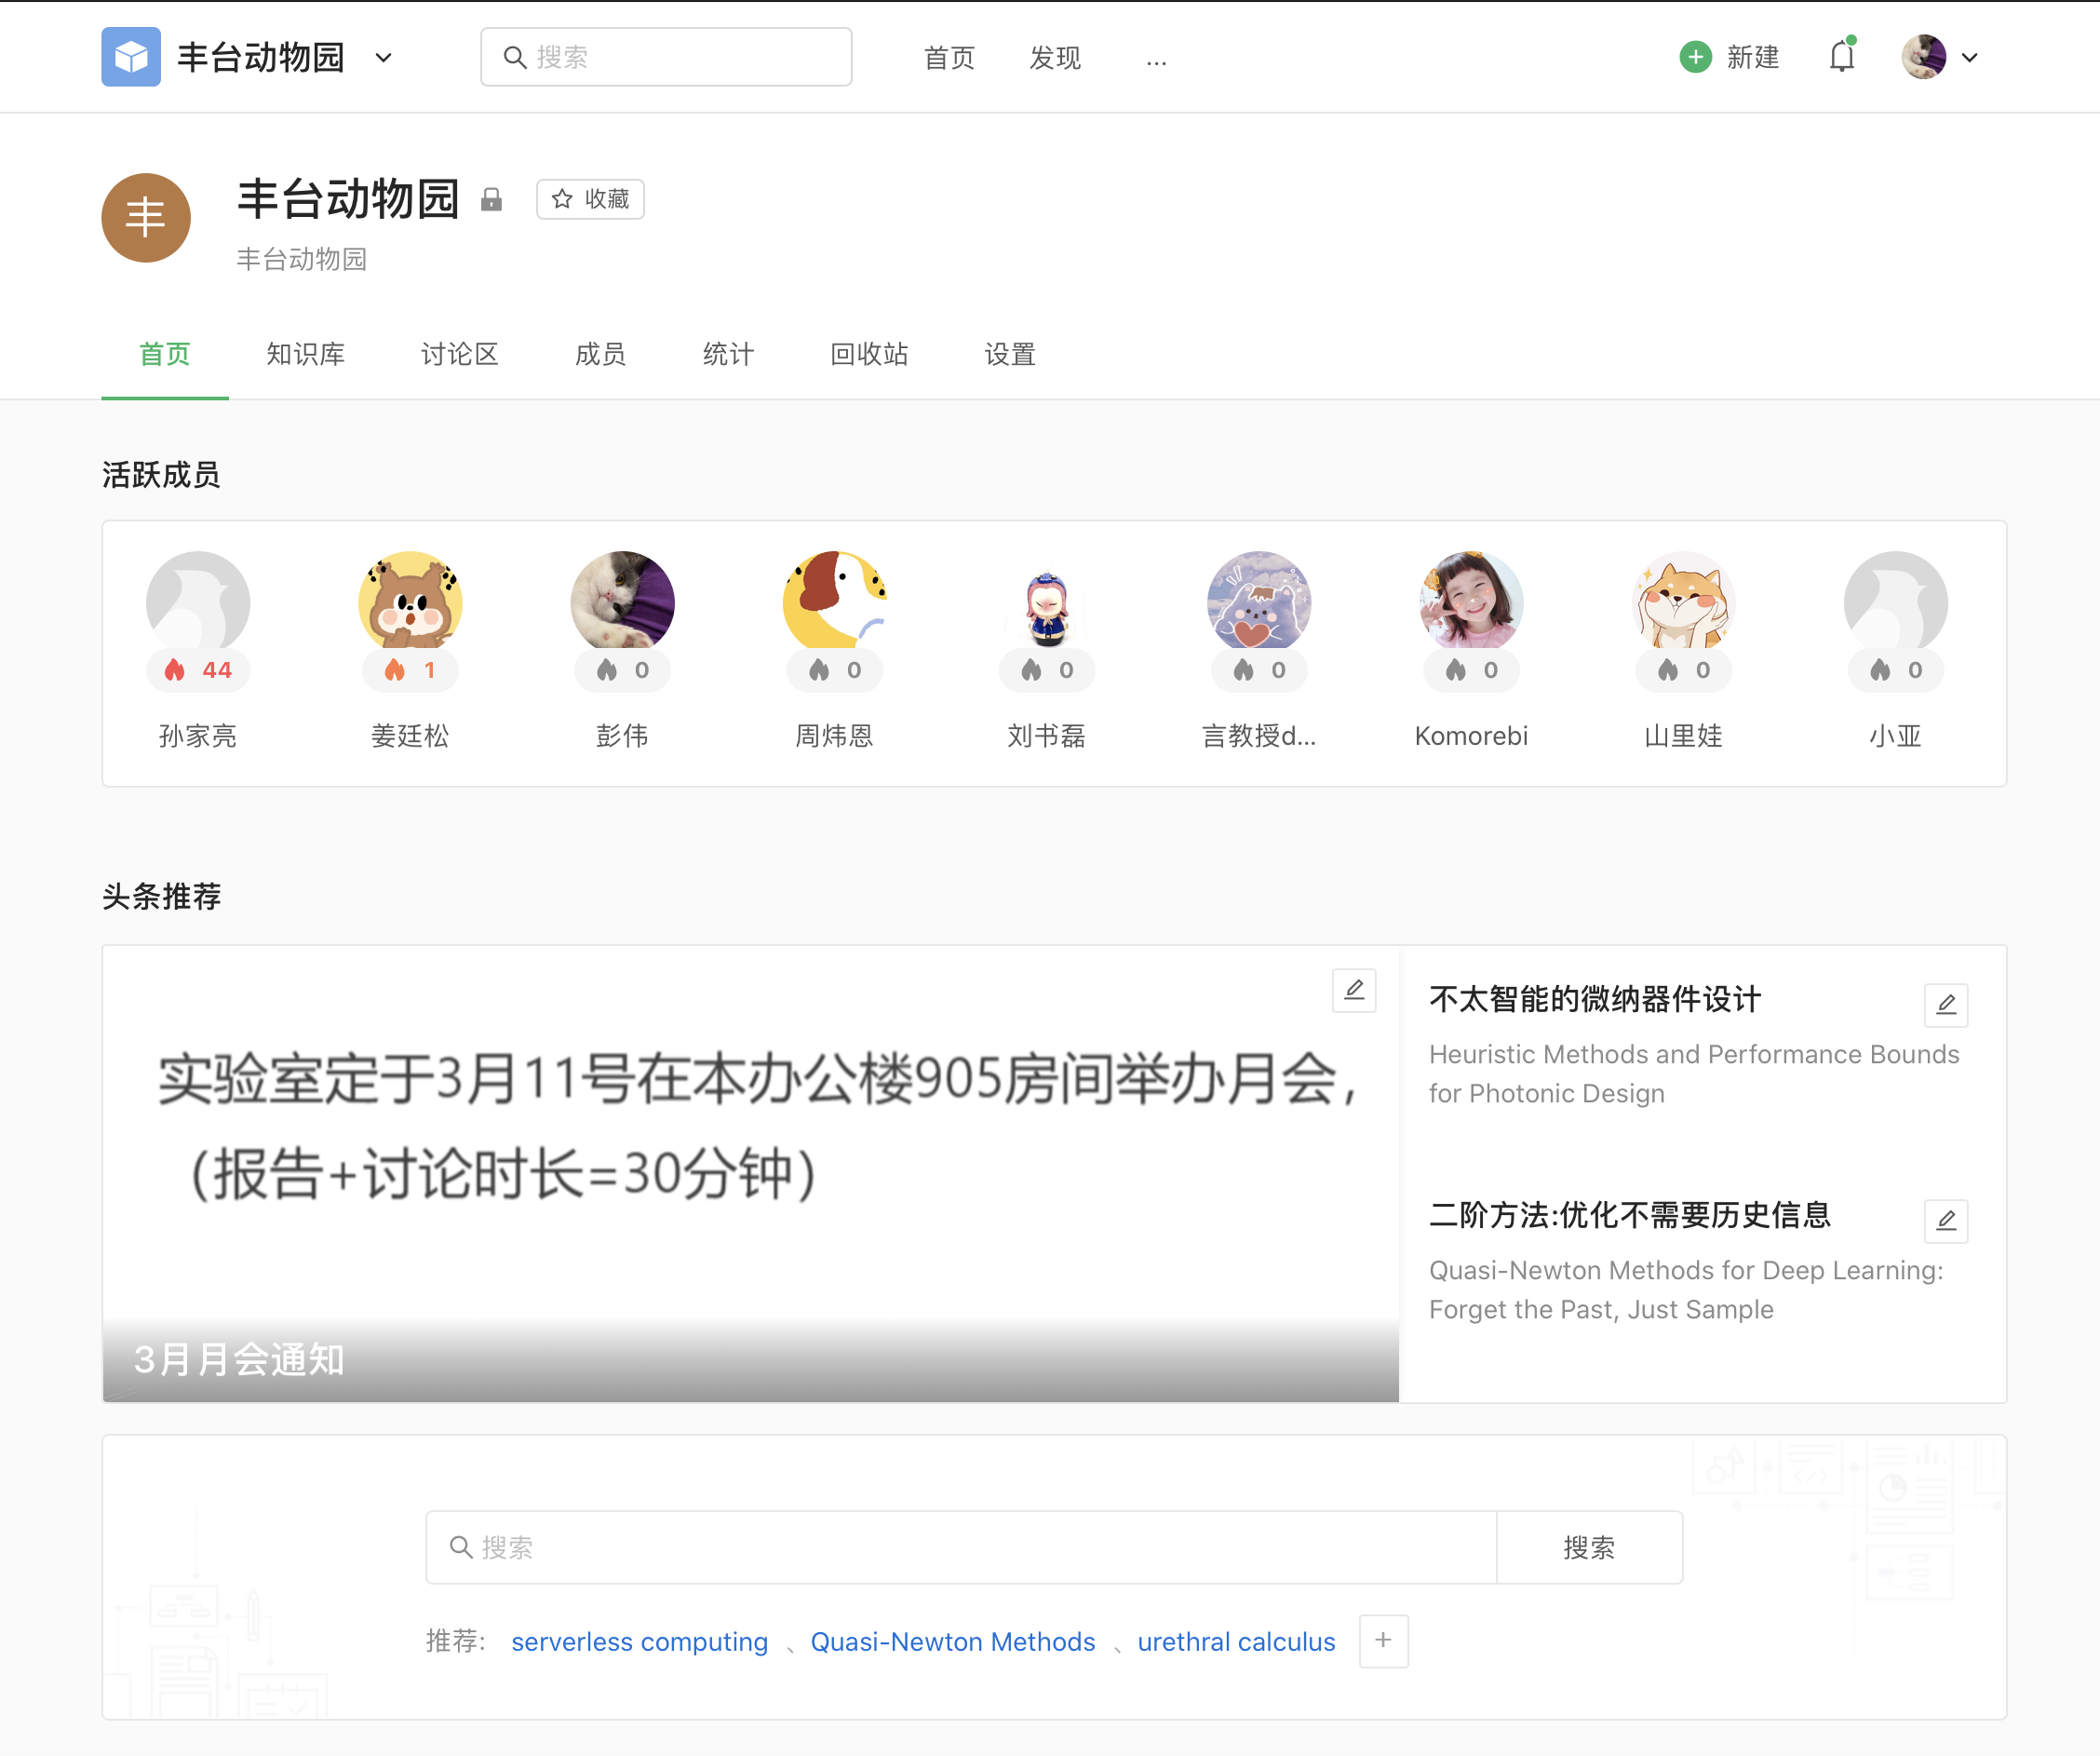 丰台动物园
搜索
首页
发现
...
新建
丰
丰台动物园
收藏
丰台动物园
首页
知识库
讨论区
成员
统计
回收站
设置
活跃成员
44
1
0
0
0
0
0
0
0
孙家亮
姜廷松
彭伟
周炜恩
刘书磊
言教授d...
Komorebi
山里娃
小亚
头条推荐
实验室定于3月11号在本办公楼905房间举办月会，
（报告+讨论时长=30分钟）
3月月会通知
不太智能的微纳器件设计
Heuristic Methods and Performance Bounds
for Photonic Design
二阶方法:优化不需要历史信息
Quasi-Newton Methods for Deep Learning:
Forget the Past, Just Sample
搜索
搜索
推荐: serverless computing 、Quasi-Newton Methods 、urethral calculus +